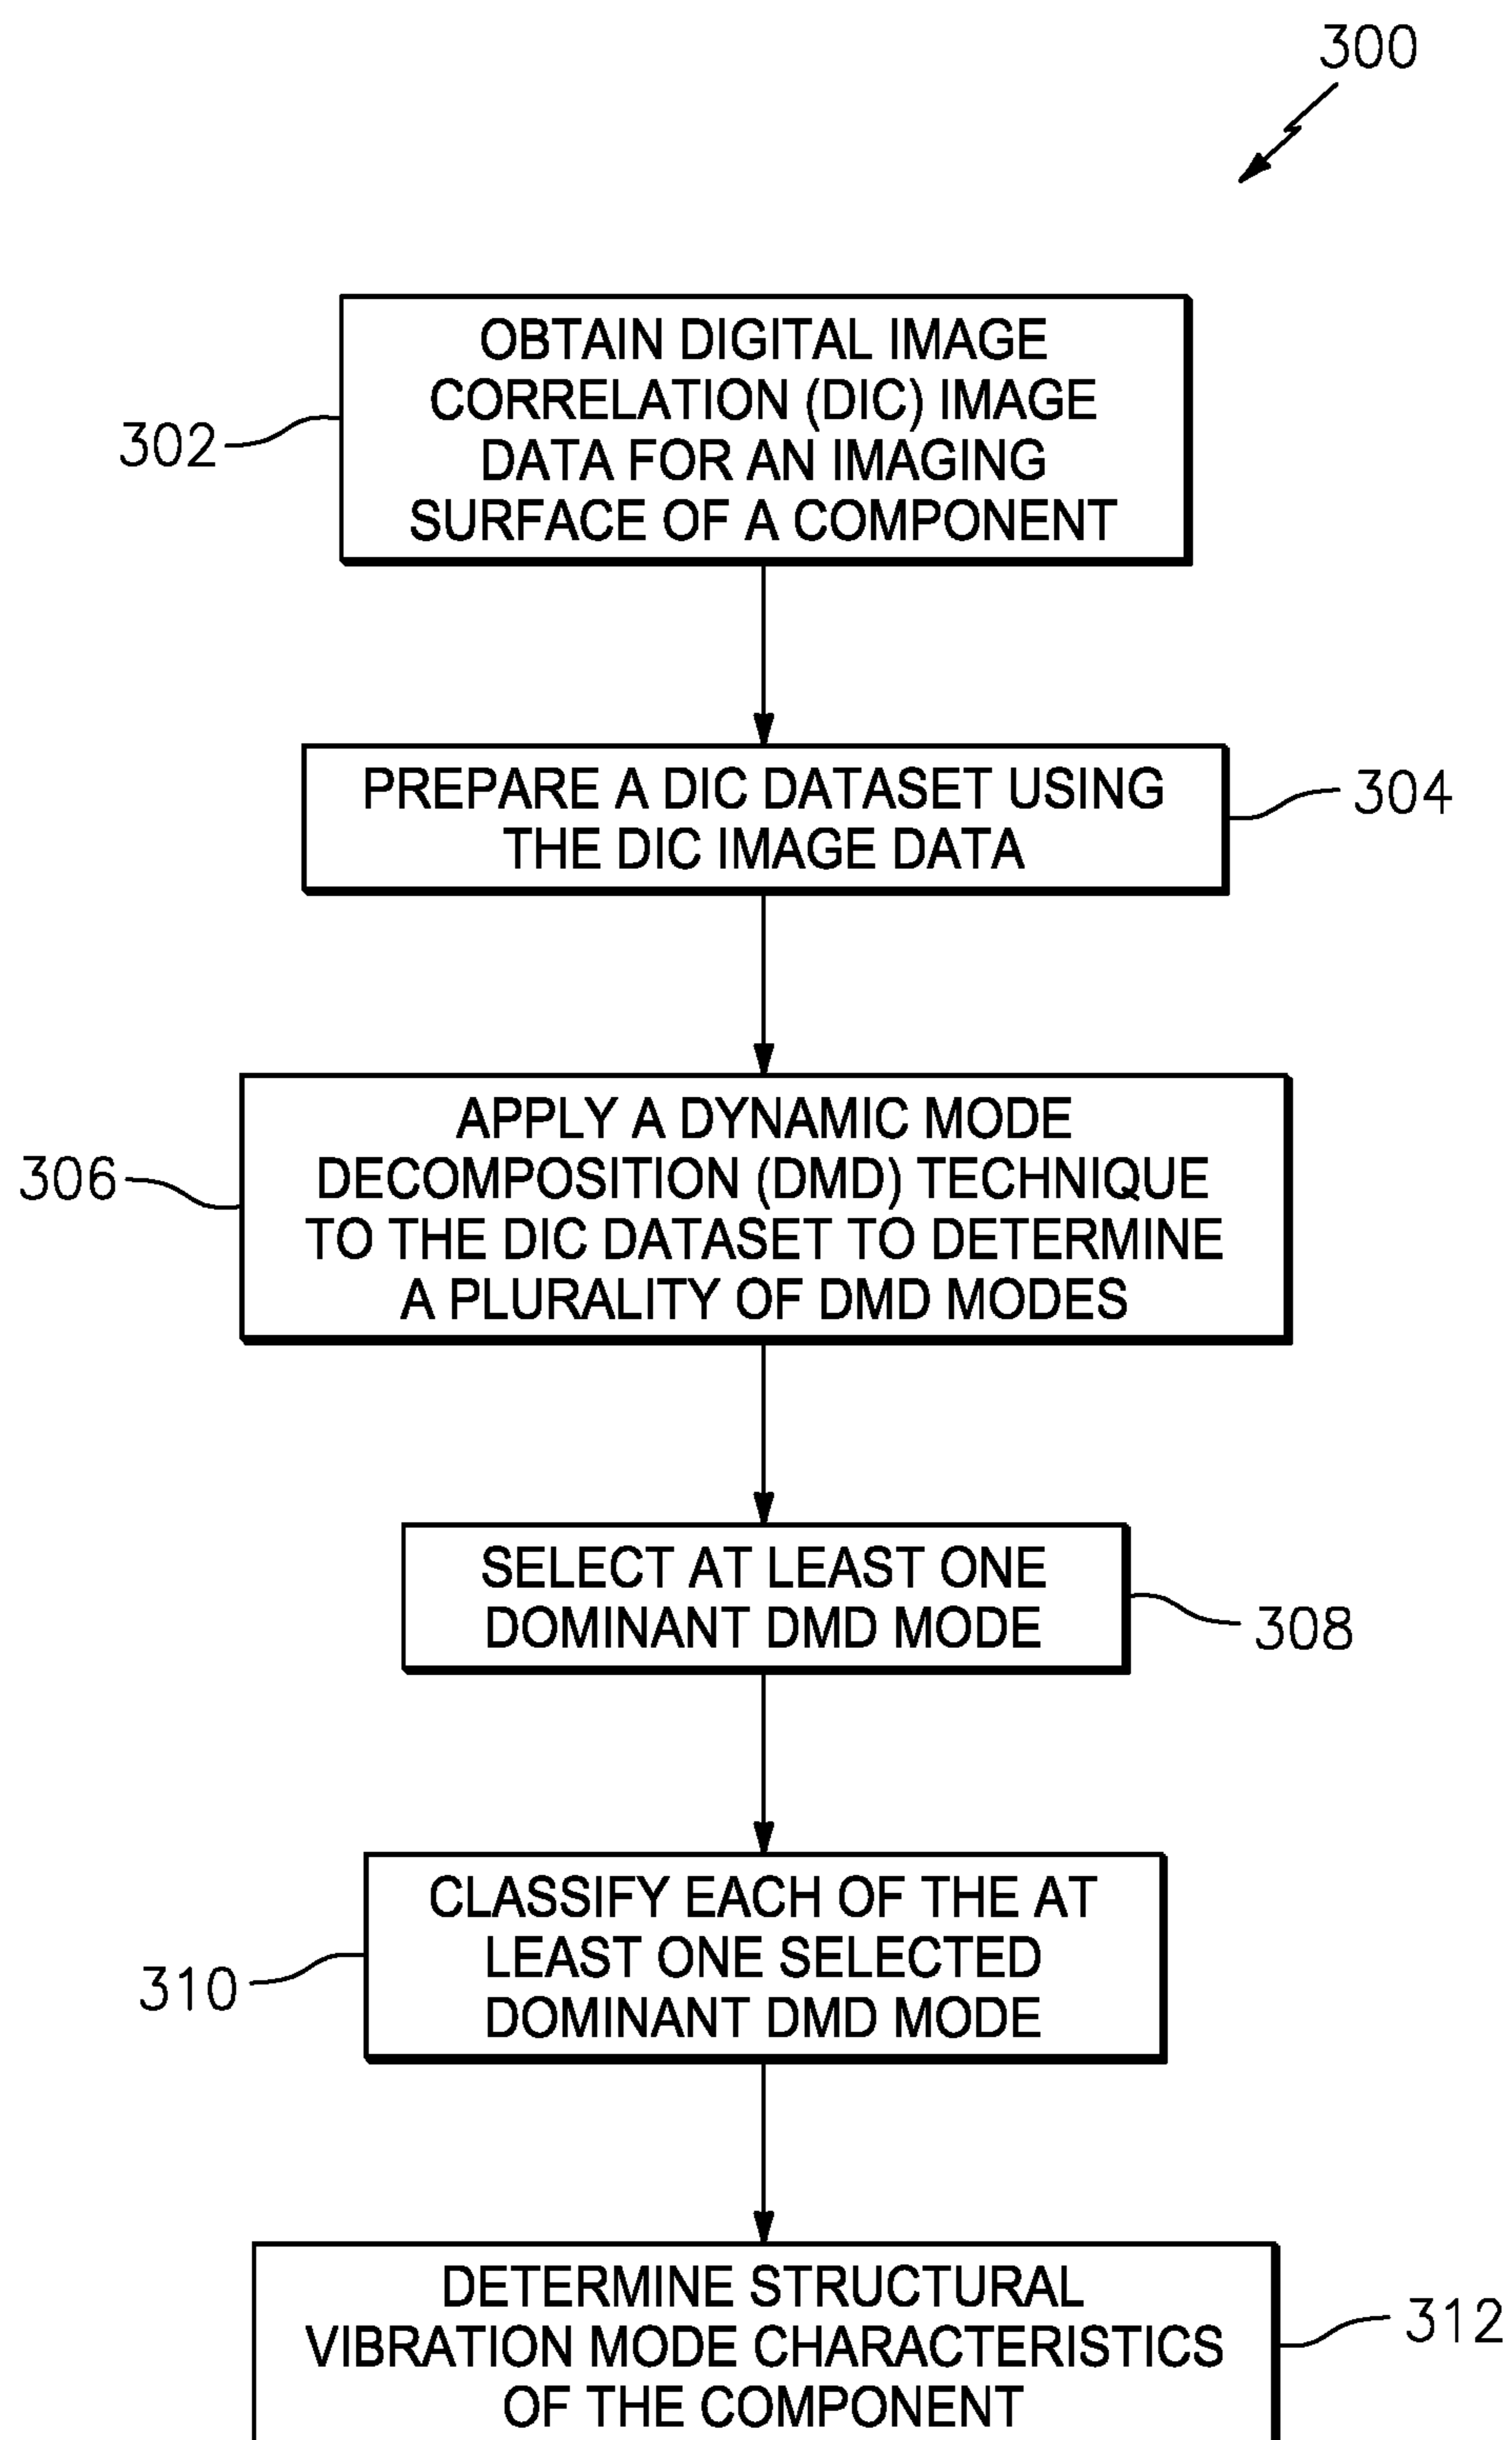 300
OBTAIN DIGITAL IMAGE
CORRELATION (DIC) IMAGE
DATA FOR AN IMAGING
SURFACE OF A COMPONENT
302
PREPARE A DIC DATASET USING
THE DIC IMAGE DATA
304
APPLY A DYNAMIC MODE
DECOMPOSITION (DMD) TECHNIQUE
TO THE DIC DATASET TO DETERMINE
A PLURALITY OF DMD MODES
306
SELECT AT LEAST ONE
DOMINANT DMD MODE
308
CLASSIFY EACH OF THE AT
LEAST ONE SELECTED
DOMINANT DMD MODE
310
DETERMINE STRUCTURAL
VIBRATION MODE CHARACTERISTICS
OF THE COMPONENT
312